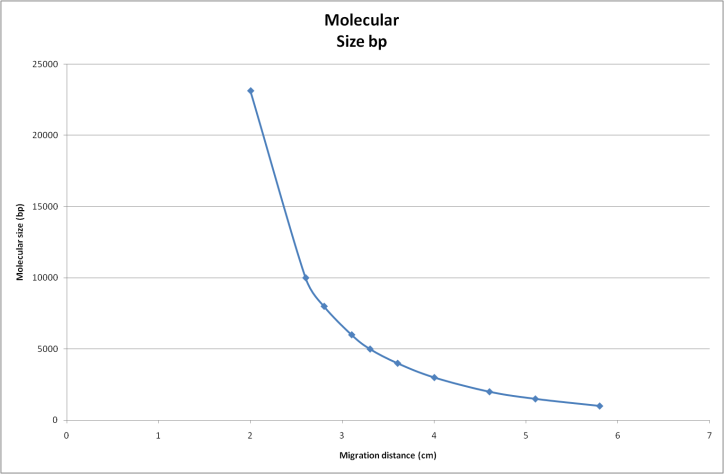 Molecular
Size bp
25000
20000
15000
10000
5000
0
0 1 2 3 4 5 6 7
Molecular size (bp)
Migration distance (cm)